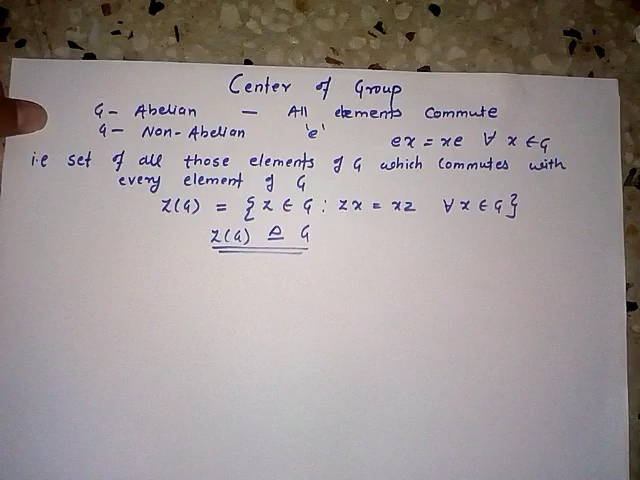 Center of Group
G - Abelian - All elements Commute
G - Non-Abelian 'e' ex = xe ∀ x ∈ G
i.e set of all those elements of G which Commutes with
every element of G
Z(G) = {z ∈ G : zx = xz ∀ x ∈ G}
Z(G) ⊴ G